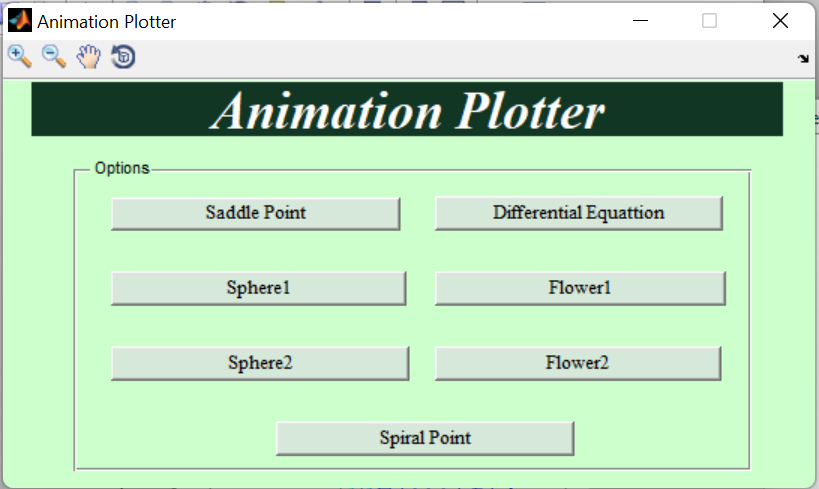 Animation Plotter
Animation Plotter
Options
Saddle Point
Differential Equattion
Sphere1
Flower1
Sphere2
Flower2
Spiral Point